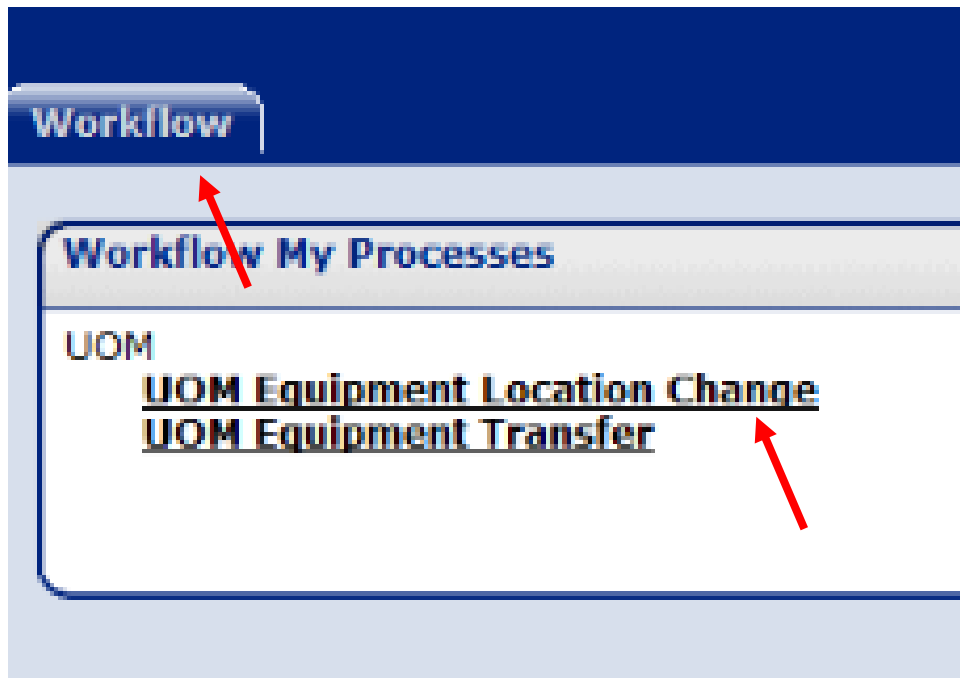 Workflow
Workflow My Processes
UOM
UOM Equipment Location Change
UOM Equipment Transfer